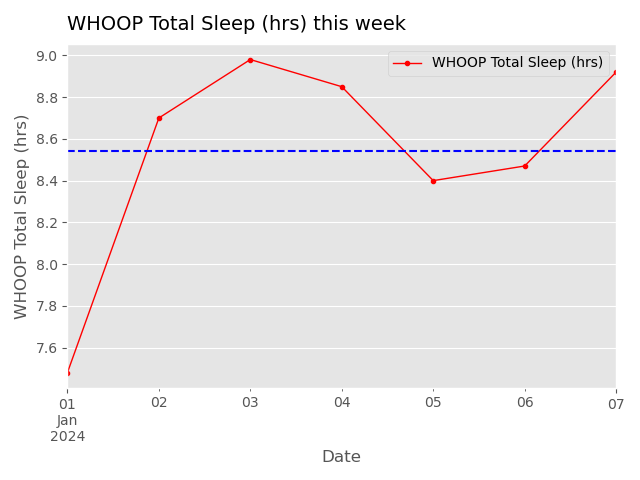 WHOOP Total Sleep (hrs) this week
WHOOP Total Sleep (hrs)
WHOOP Total Sleep (hrs)
9.0
8.8
8.6
8.4
8.2
8.0
7.8
7.6
01 02 03 04 05 06 07
Jan
2024
Date